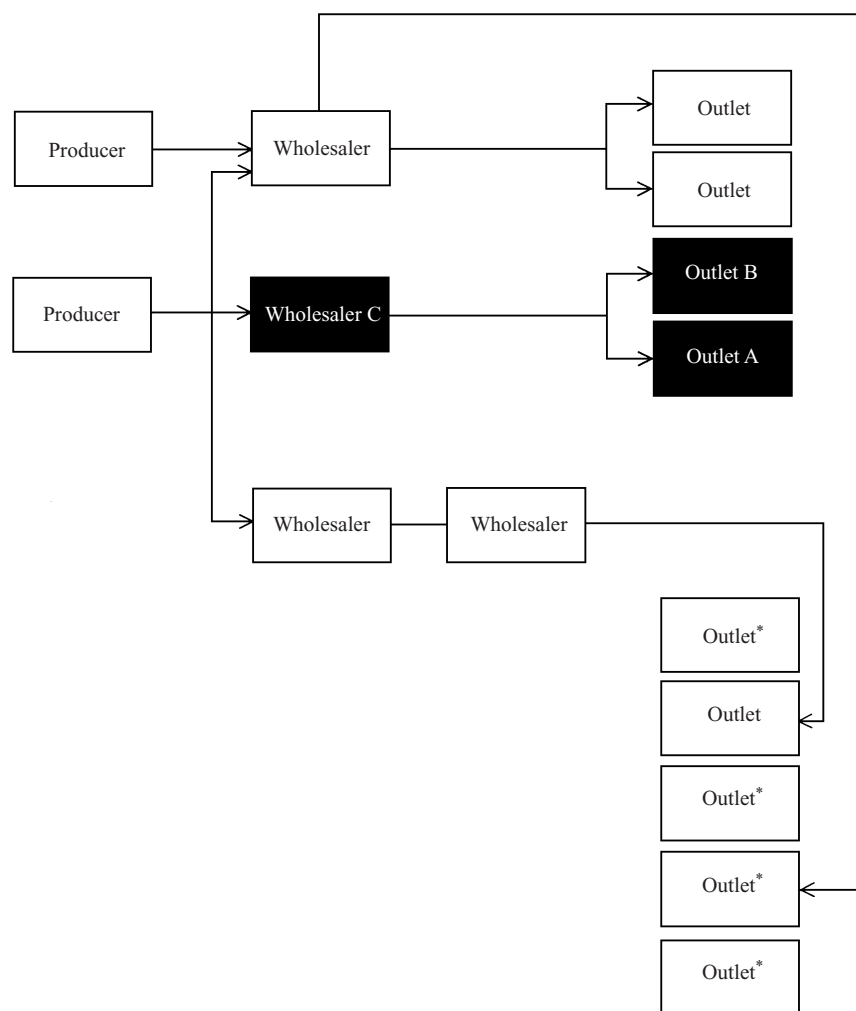 Outlet
Producer
Wholesaler
Outlet
Outlet B
Producer
Wholesaler C
Outlet A
Wholesaler
Wholesaler
Outlet*
Outlet
Outlet*
Outlet*
Outlet*